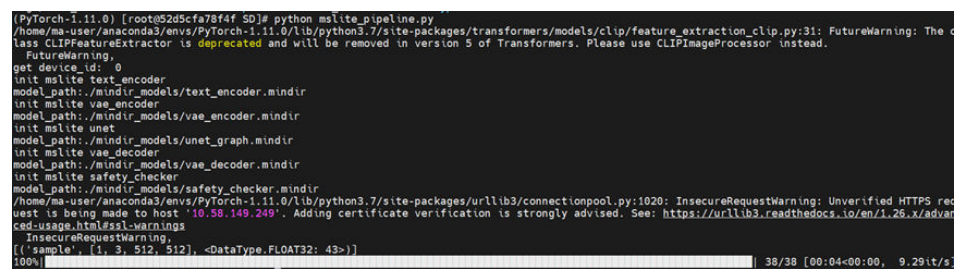 (PyTorch-1.11.0) [root@52d5cfa78f4f SD]# python mslite_pipeline.py
/home/ma-user/anaconda3/envs/PyTorch-1.11.0/lib/python3.7/site-packages/transformers/models/clip/feature_extraction_clip.py:31: FutureWarning: The c
lass CLIPFeatureExtractor is deprecated and will be removed in version 5 of Transformers. Please use CLIPImageProcessor instead.
  FutureWarning,
get device_id:  0
init mslite text_encoder
model_path:./mindir_models/text_encoder.mindir
init mslite vae_encoder
model_path:./mindir_models/vae_encoder.mindir
init mslite unet
model_path:./mindir_models/unet_graph.mindir
init mslite vae_decoder
model_path:./mindir_models/vae_decoder.mindir
init mslite safety_checker
model_path:./mindir_models/safety_checker.mindir
/home/ma-user/anaconda3/envs/PyTorch-1.11.0/lib/python3.7/site-packages/urllib3/connectionpool.py:1020: InsecureRequestWarning: Unverified HTTPS req
uest is being made to host '10.58.149.249'. Adding certificate verification is strongly advised. See: https://urllib3.readthedocs.io/en/1.26.x/advan
ced-usage.html#ssl-warnings
  InsecureRequestWarning,
[('sample', [1, 3, 512, 512], <DataType.FLOAT32: 43>)]
100%| | 38/38 [00:04<00:00,  9.29it/s]